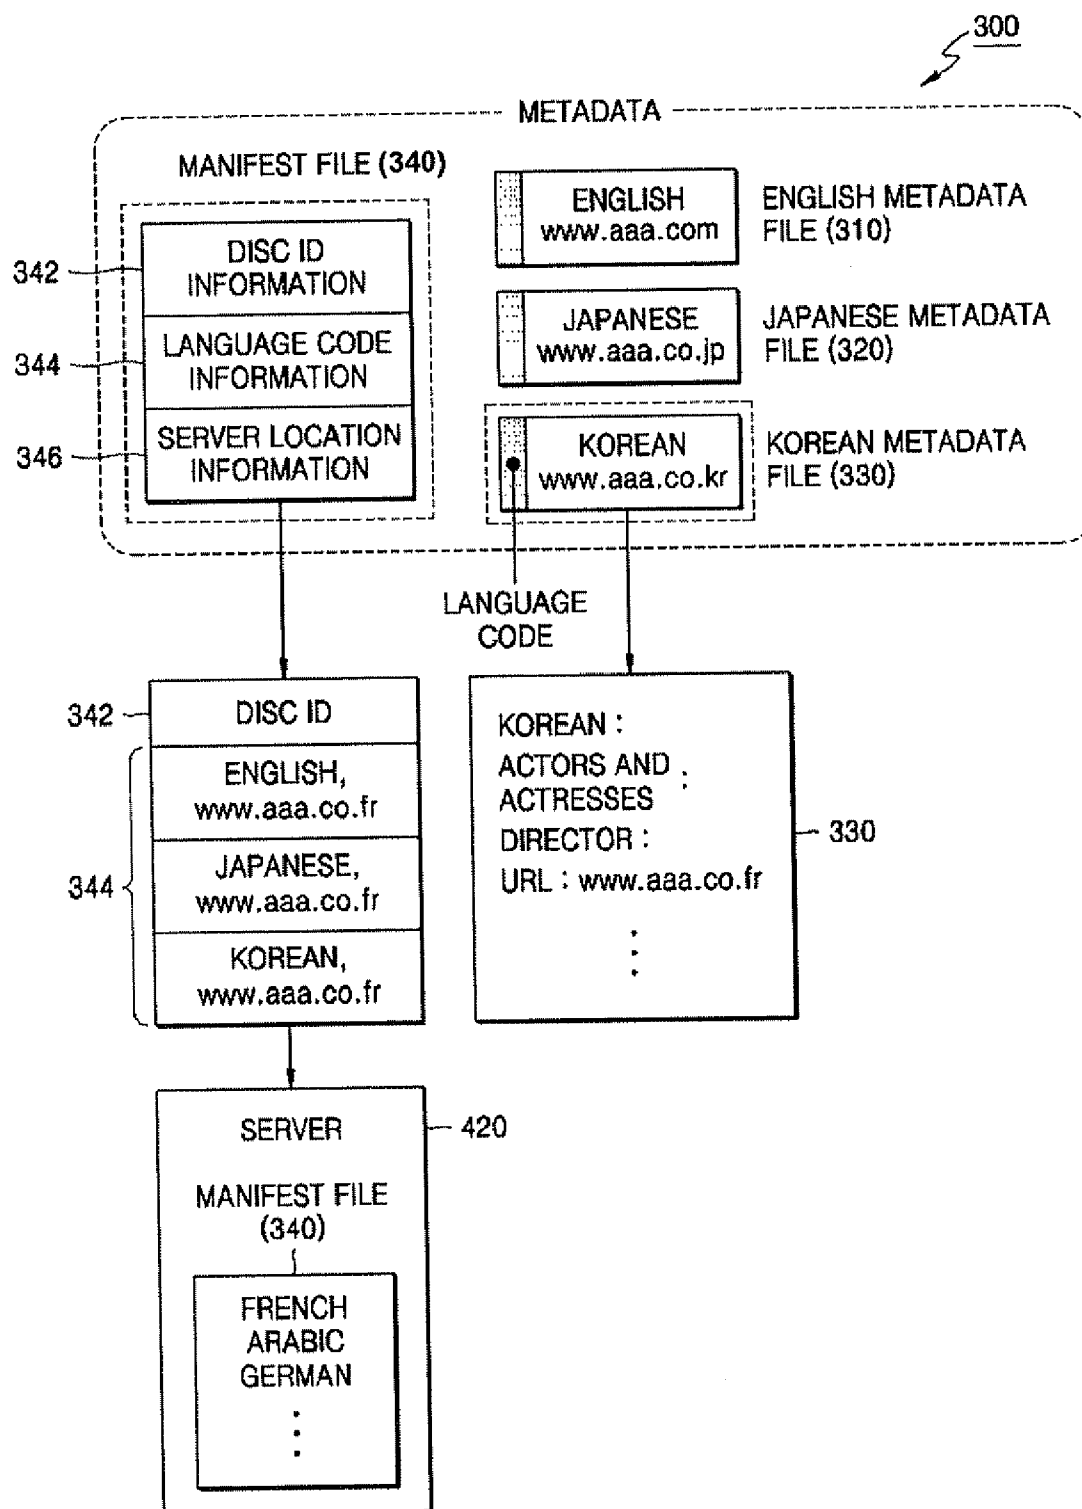 300
METADATA
MANIFEST FILE (340)
342
DISC ID
INFORMATION
344
LANGUAGE CODE
INFORMATION
346
SERVER LOCATION
INFORMATION
ENGLISH
www.aaa.com
ENGLISH METADATA
FILE (310)
JAPANESE
www.aaa.co.jp
JAPANESE METADATA
FILE (320)
KOREAN
www.aaa.co.kr
KOREAN METADATA
FILE (330)
LANGUAGE
CODE
342
DISC ID
344
ENGLISH,
www.aaa.co.fr
JAPANESE,
www.aaa.co.fr
KOREAN,
www.aaa.co.fr
KOREAN :
ACTORS AND :
ACTRESSES
DIRECTOR :
URL : www.aaa.co.fr
330
SERVER
420
MANIFEST FILE
(340)
FRENCH
ARABIC
GERMAN